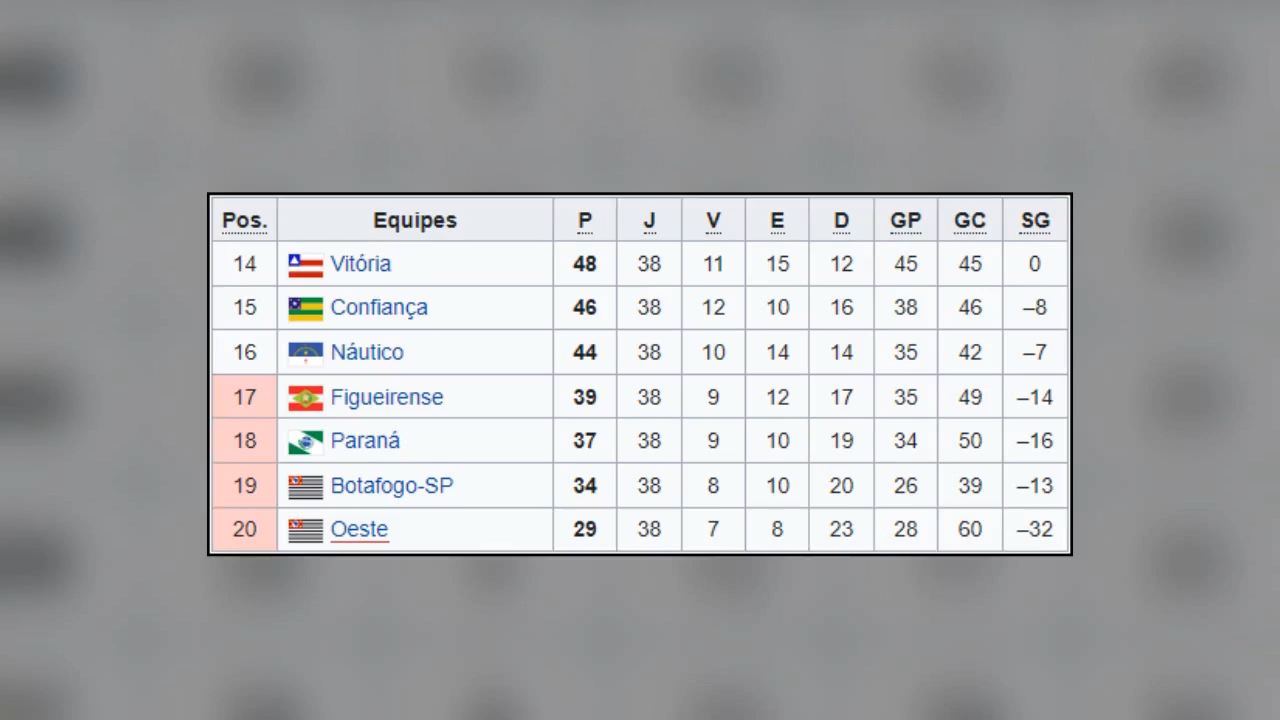 Pos. Equipes P J V E D GP GC SG
14 Vitória 48 38 11 15 12 45 45 0
15 Confiança 46 38 12 10 16 38 46 –8
16 Náutico 44 38 10 14 14 35 42 –7
17 Figueirense 39 38 9 12 17 35 49 –14
18 Paraná 37 38 9 10 19 34 50 –16
19 Botafogo-SP 34 38 8 10 20 26 39 –13
20 Oeste 29 38 7 8 23 28 60 –32